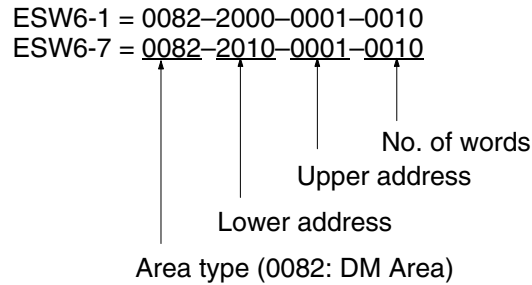 ESW6-1 = 0082–2000–0001–0010
ESW6-7 = 0082–2010–0001–0010
No. of words
Upper address
Lower address
Area type (0082: DM Area)